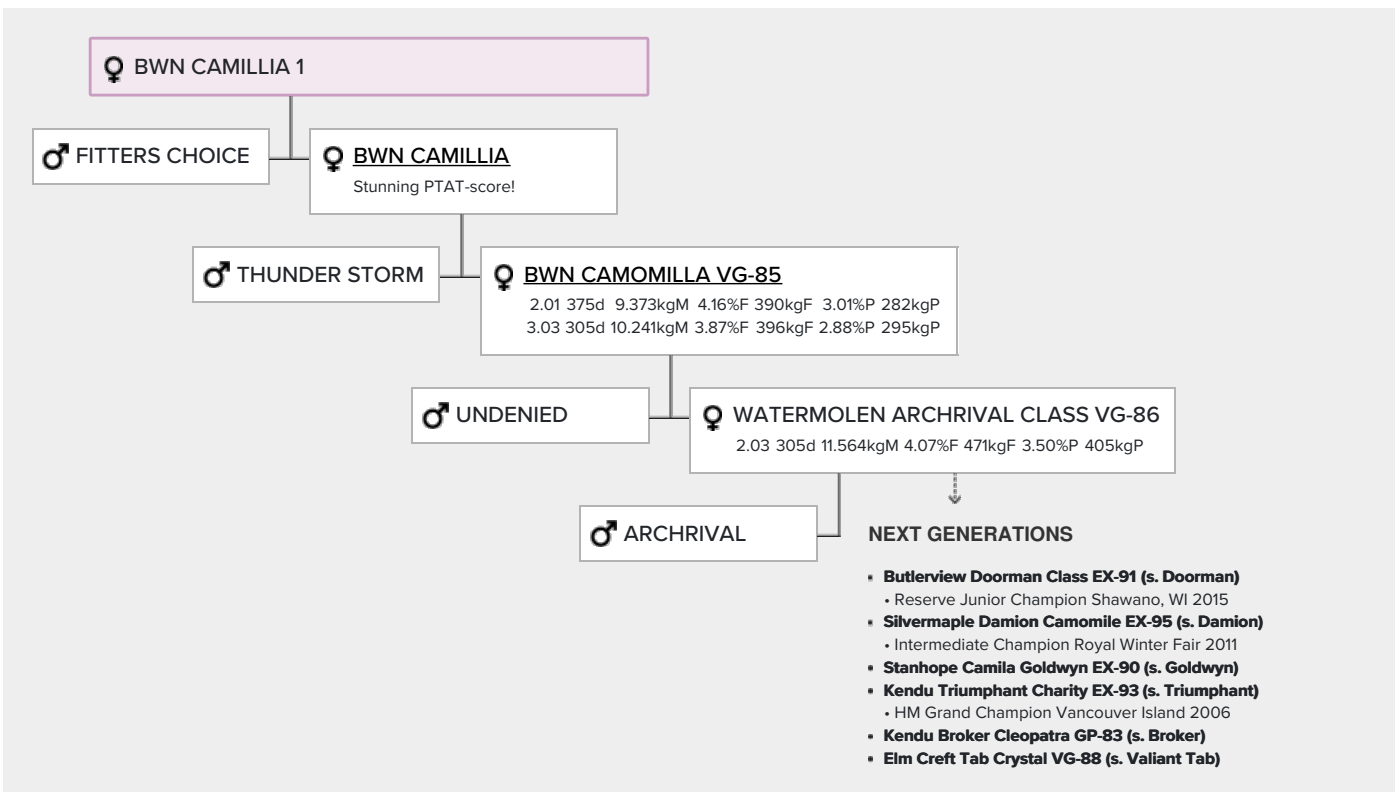 BWN CAMILLIA 1
FITTERS CHOICE
BWN CAMILLIA
Stunning PTAT-score!
THUNDER STORM
BWN CAMOMILLA VG-85
2.01 375d 9.373kgM 4.16%F 390kgF 3.01%P 282kgP
3.03 305d 10.241kgM 3.87%F 396kgF 2.88%P 295kgP
UNDENIED
WATERMOLEN ARCHRIVAL CLASS VG-86
2.03 305d 11.564kgM 4.07%F 471kgF 3.50%P 405kgP
ARCHRIVAL
NEXT GENERATIONS
• Butlerview Doorman Class EX-91 (s. Doorman)
• Reserve Junior Champion Shawano, WI 2015
• Silvermaple Damion Camomile EX-95 (s. Damion)
• Intermediate Champion Royal Winter Fair 2011
• Stanhope Camila Goldwyn EX-90 (s. Goldwyn)
• Kendu Triumphant Charity EX-93 (s. Triumphant)
• HM Grand Champion Vancouver Island 2006
• Kendu Broker Cleopatra GP-83 (s. Broker)
• Elm Creft Tab Crystal VG-88 (s. Valiant Tab)